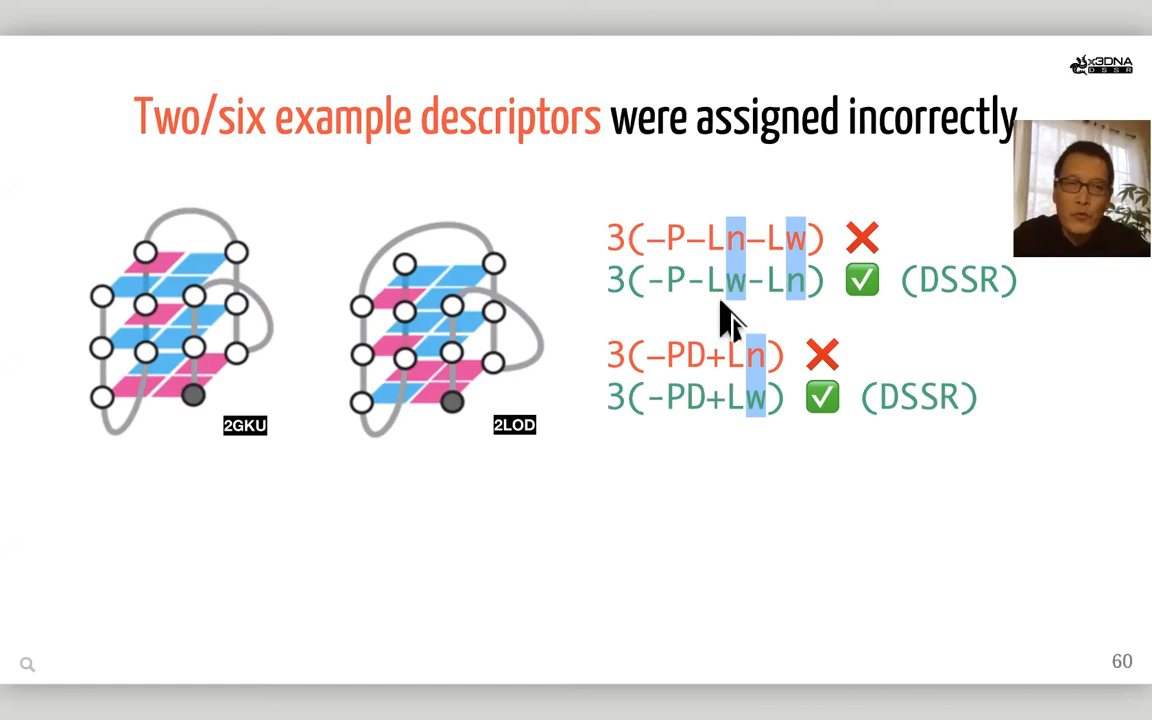 x3DNA
DSSR
Two/six example descriptors were assigned incorrectly
3(–P–Ln–Lw) ❌
3(-P-Lw-Ln) ✅ (DSSR)
3(–PD+Ln) ❌
3(-PD+Lw) ✅ (DSSR)
2GKU
2LOD
60